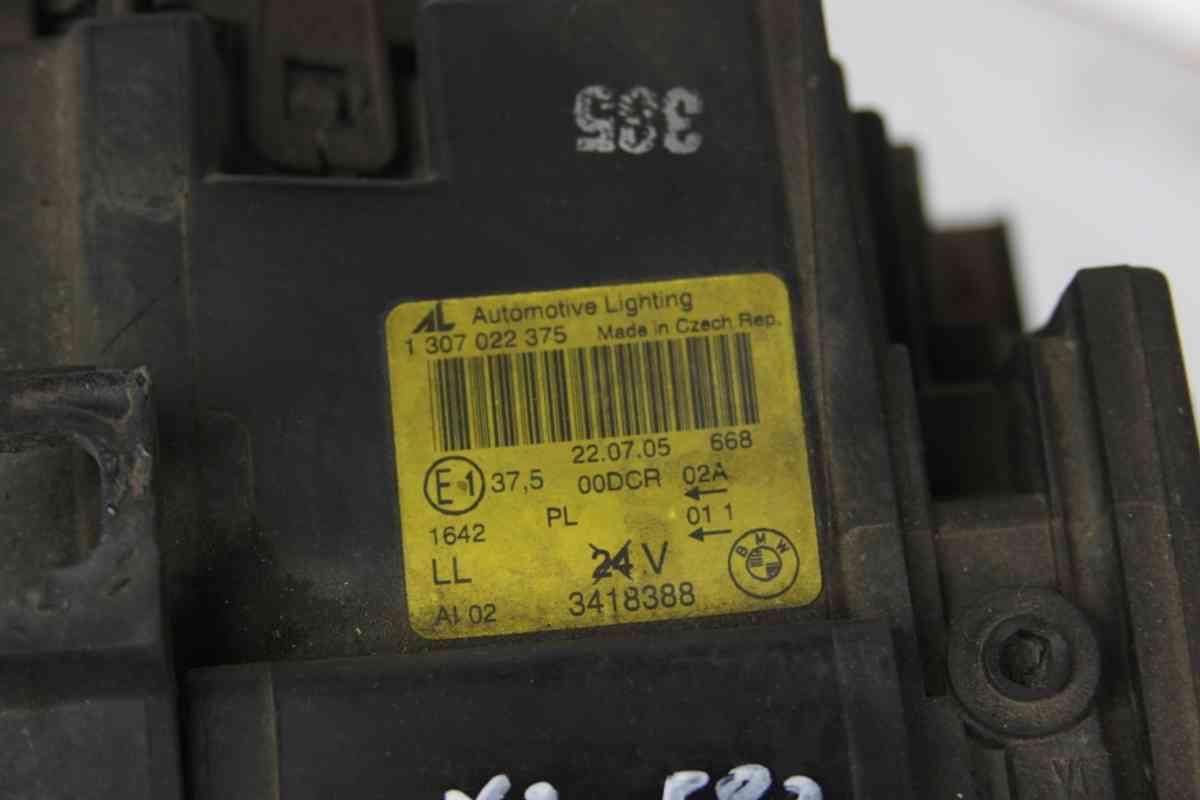 365
AL Automotive Lighting
1 307 022 375 Made in Czech Rep.
22.07.05 668
E1 37,5 00DCR 02A ←
1642 PL 01 1 ←
LL 24 V BMW
AI 02 3418388